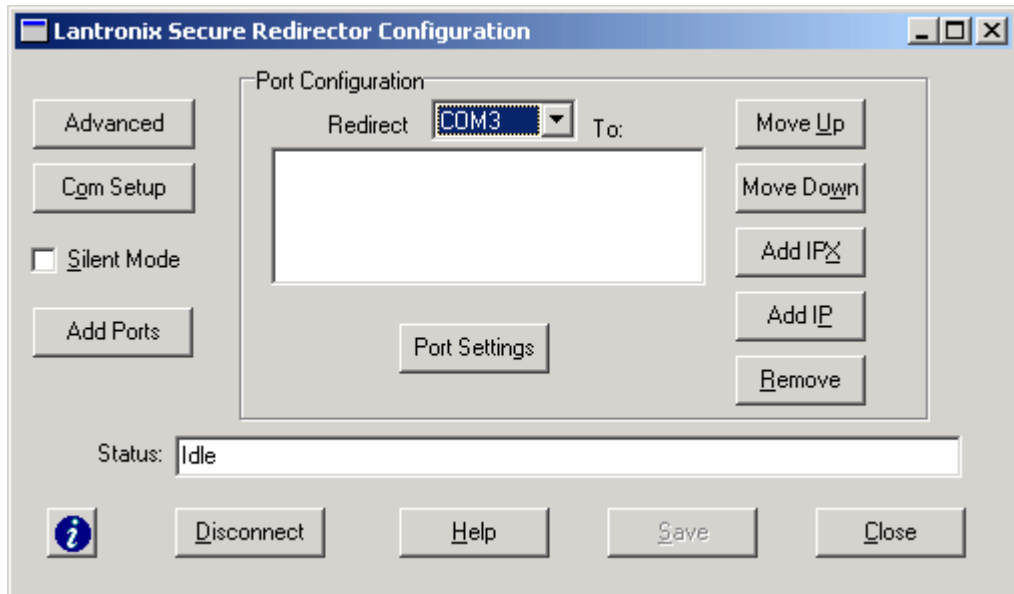 Lantronix Secure Redirector Configuration
Port Configuration
Advanced
Redirect COM3 To:
Move Up
Com Setup
Move Down
Silent Mode
Add IPX
Add Ports
Add IP
Port Settings
Remove
Status: Idle
Disconnect Help Save Close